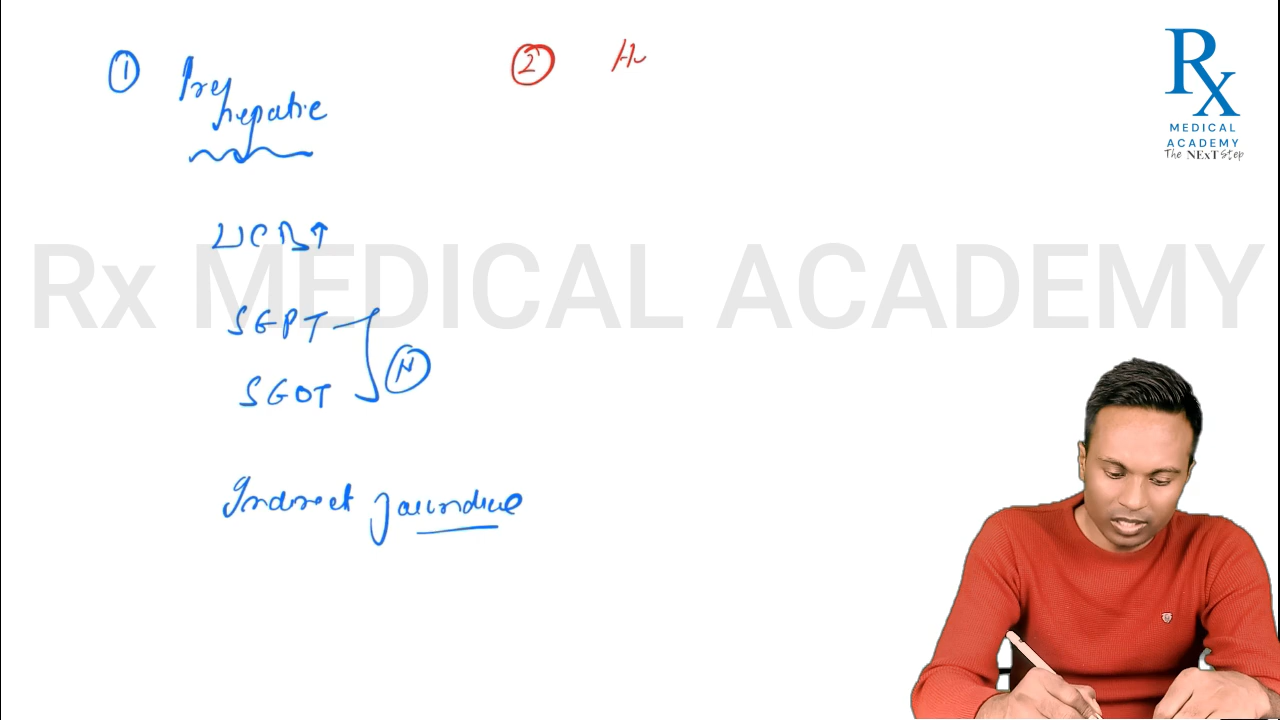 ① Pre
hepatic
UCB↑
SGPT
SGOT
N
Indirect Jaundice
②
Rx
MEDICAL
ACADEMY
The NExT Step
Rx MEDICAL ACADEMY